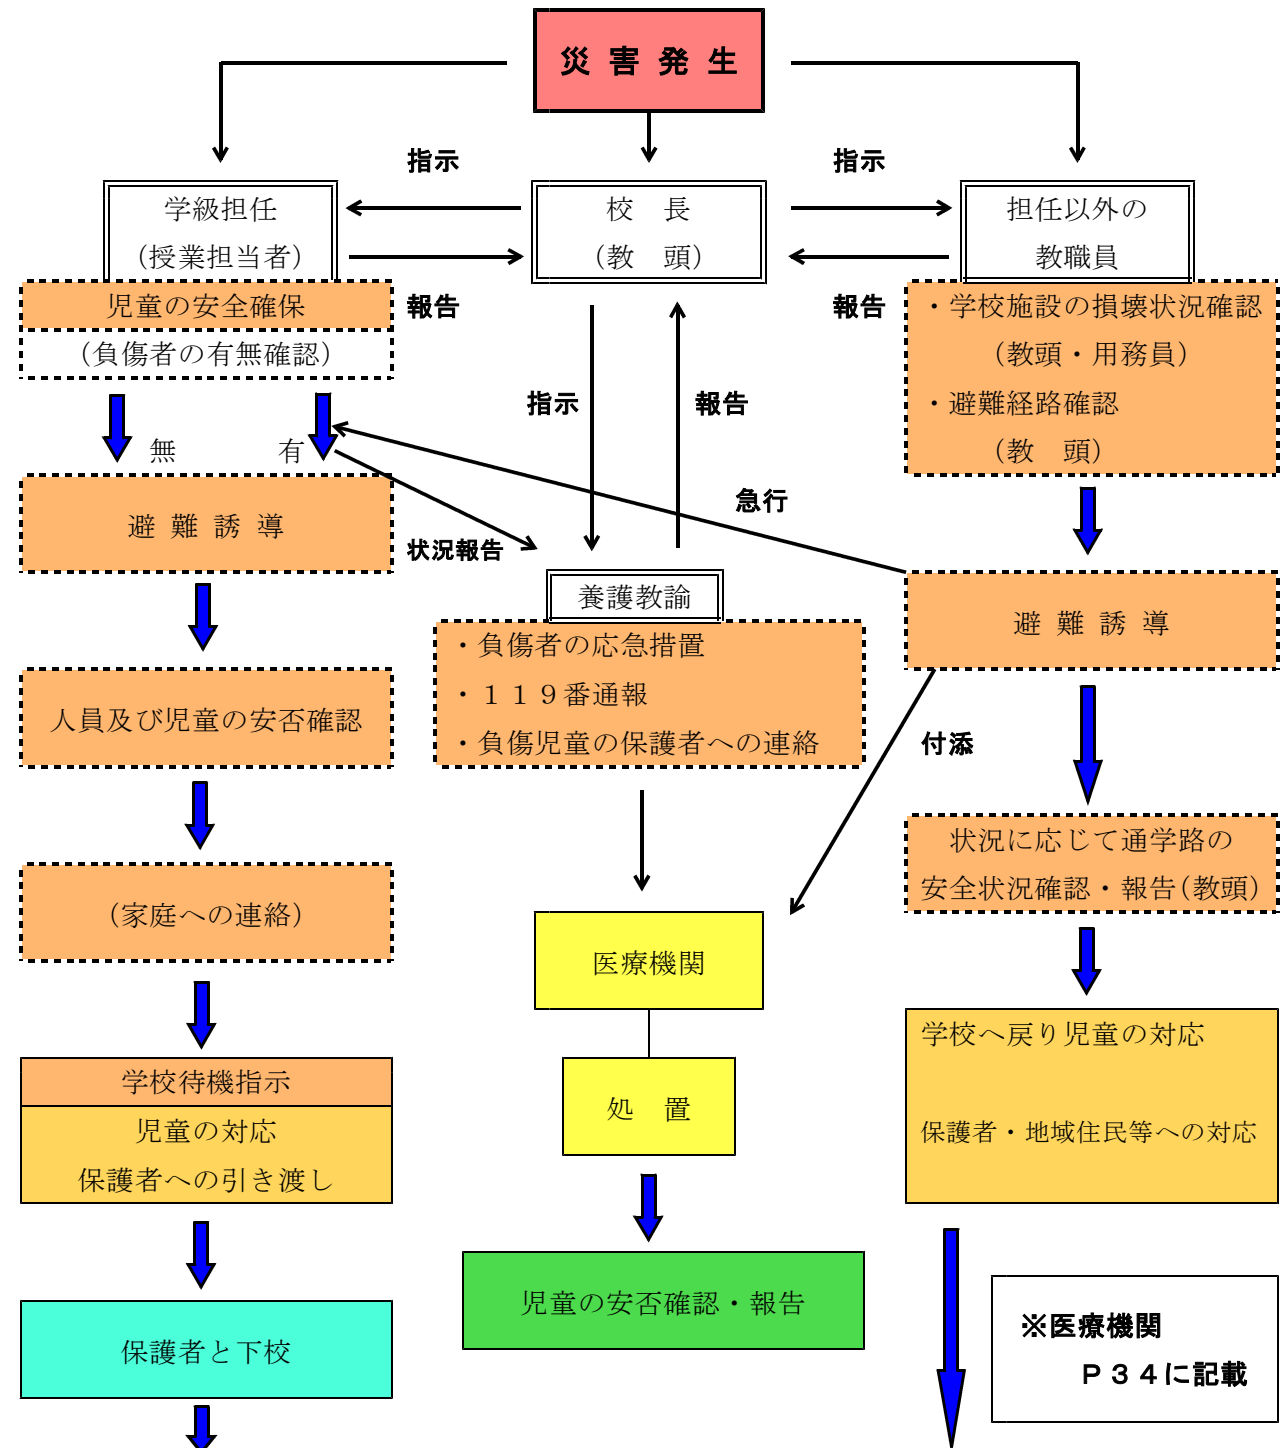 災 害 発 生
指示
指示
学級担任
（授業担当者）
校　長
（教　頭）
担任以外の
教職員
報告
報告
児童の安全確保
（負傷者の有無確認）
・学校施設の損壊状況確認
（教頭・用務員）
・避難経路確認
（教　頭）
指示
報告
無
有
急行
避 難 誘 導
状況報告
養護教諭
・負傷者の応急措置
・１１９番通報
・負傷児童の保護者への連絡
避 難 誘 導
人員及び児童の安否確認
付添
状況に応じて通学路の
安全状況確認・報告(教頭)
（家庭への連絡）
医療機関
学校へ戻り児童の対応
保護者・地域住民等への対応
学校待機指示
児童の対応
保護者への引き渡し
処　置
児童の安否確認・報告
保護者と下校
※医療機関
Ｐ３４に記載